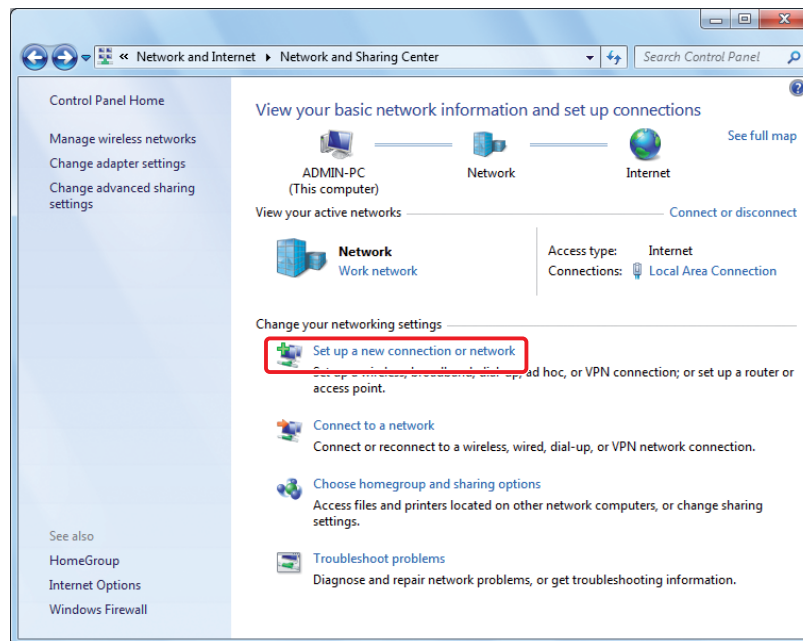 « Network and Internet ▸ Network and Sharing Center
Search Control Panel
Control Panel Home
Manage wireless networks
Change adapter settings
Change advanced sharing
settings
See also
HomeGroup
Internet Options
Windows Firewall
View your basic network information and set up connections
See full map
ADMIN-PC
(This computer)
Network
Internet
View your active networks
Connect or disconnect
Network
Work network
Access type: Internet
Connections: Local Area Connection
Change your networking settings
Set up a new connection or network
Set up a wireless, broadband, dial-up, ad hoc, or VPN connection; or set up a router or
access point.
Connect to a network
Connect or reconnect to a wireless, wired, dial-up, or VPN network connection.
Choose homegroup and sharing options
Access files and printers located on other network computers, or change sharing
settings.
Troubleshoot problems
Diagnose and repair network problems, or get troubleshooting information.